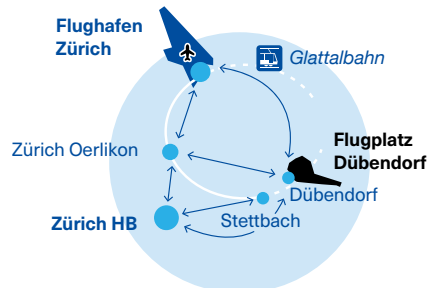 Flughafen
Zürich
Glattalbahn
Zürich Oerlikon
Flugplatz
Dübendorf
Dübendorf
Zürich HB
Stettbach